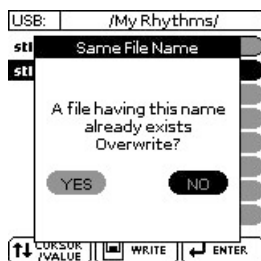 USB: /My Rhythms/
stl
Same File Name
stl
A file having this name
already exists
Overwrite?
YES NO
CURSOR
/VALUE WRITE ENTER